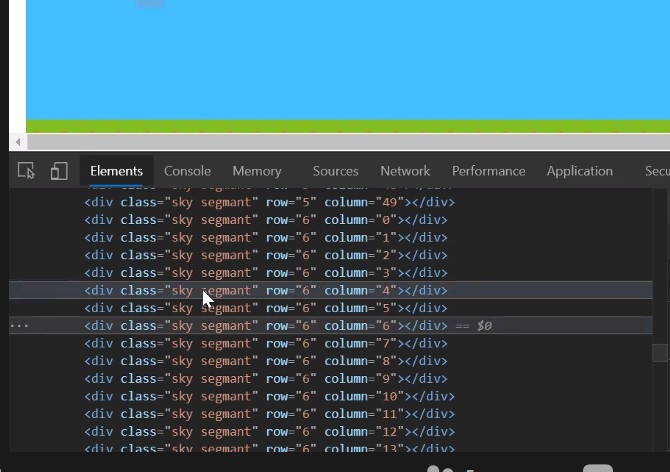 Elements Console Memory Sources Network Performance Application Secu
<div class="sky segmant" row="5" column="49"></div>
<div class="sky segmant" row="6" column="0"></div>
<div class="sky segmant" row="6" column="1"></div>
<div class="sky segmant" row="6" column="2"></div>
<div class="sky segmant" row="6" column="3"></div>
<div class="sky segmant" row="6" column="4"></div>
<div class="sky segmant" row="6" column="5"></div>
... <div class="sky segmant" row="6" column="6"></div> == $0
<div class="sky segmant" row="6" column="7"></div>
<div class="sky segmant" row="6" column="8"></div>
<div class="sky segmant" row="6" column="9"></div>
<div class="sky segmant" row="6" column="10"></div>
<div class="sky segmant" row="6" column="11"></div>
<div class="sky segmant" row="6" column="12"></div>
<div class="sky segmant" row="6" column="13"></div>